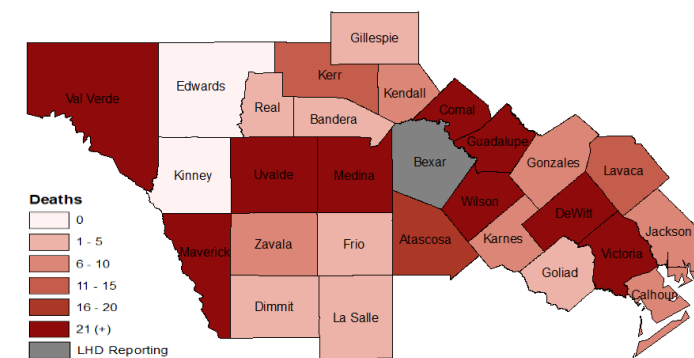 Gillespie
Kerr
Edwards
Kendall
Val Verde
Real
Comal
Bandera
Guadalupe
Bexar
Gonzales
Lavaca
Kinney
Uvalde
Medina
Wilson
DeWitt
Jackson
Maverick
Zavala
Frio
Atascosa
Karnes
Victoria
Goliad
Calhoun
Dimmit
La Salle
Deaths
0
1 - 5
6 - 10
11 - 15
16 - 20
21 (+)
LHD Reporting